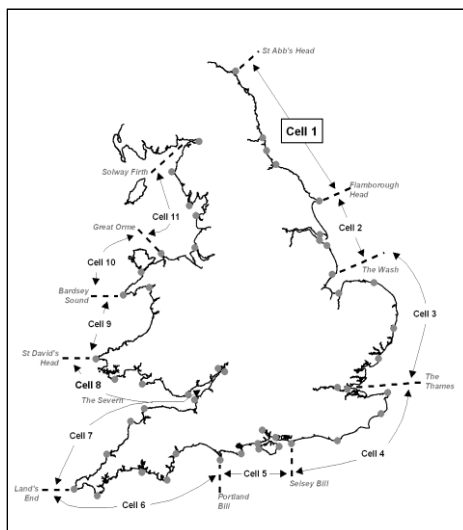 St Abb's Head
Cell 1
Solway Firth
Flamborough
Head
Cell 11
Great Orme
Cell 2
Cell 10
The Wash
Bardsey
Sound
Cell 3
Cell 9
St David's
Head
The
Thames
Cell 8
The Severn
Cell 7
Cell 4
Cell 5
Selsey Bill
Land's
End
Cell 6
Portland
Bill